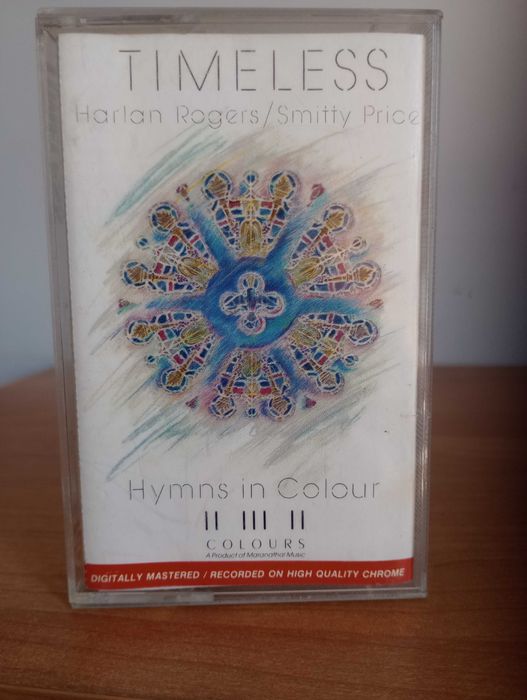 TIMELESS
Harlan Rogers/Smitty Price
Hymns in Colour
COLOURS
A Product of Maranatha! Music
DIGITALLY MASTERED / RECORDED ON HIGH QUALITY CHROME